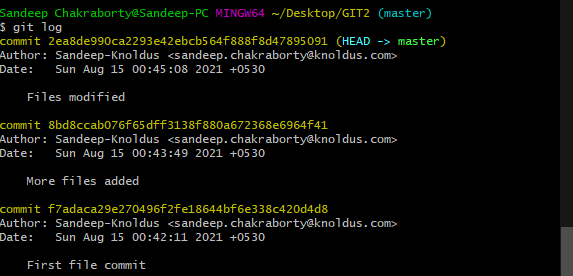 Sandeep Chakraborty@Sandeep-PC MINGW64 ~/Desktop/GIT2 (master)
$ git log
commit 2ea8de990ca2293e42ebcb564f888f8d47895091 (HEAD -> master)
Author: Sandeep-Knoldus <sandeep.chakraborty@knoldus.com>
Date:   Sun Aug 15 00:45:08 2021 +0530
    Files modified
commit 8bd8ccab076f65dff3138f880a672368e6964f41
Author: Sandeep-Knoldus <sandeep.chakraborty@knoldus.com>
Date:   Sun Aug 15 00:43:49 2021 +0530
    More files added
commit f7adaca29e270496f2fe18644bf6e338c420d4d8
Author: Sandeep-Knoldus <sandeep.chakraborty@knoldus.com>
Date:   Sun Aug 15 00:42:11 2021 +0530
    First file commit